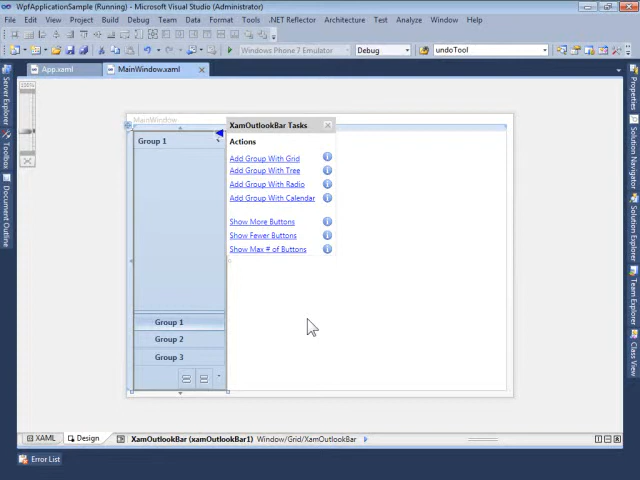 WpfApplicationSample (Running) - Microsoft Visual Studio (Administrator)
File Edit View Project Build Debug Team Data Format Tools .NET Reflector Architecture Test Analyze Window Help
Windows Phone 7 Emulator Debug undoTool
App.xaml MainWindow.xaml
100%
Server Explorer
Toolbox
Document Outline
Properties
Solution Navigator
Solution Explorer
Team Explorer
Class View
MainWindow
XamOutlookBar Tasks
Group 1
Actions
Add Group With Grid
Add Group With Tree
Add Group With Radio
Add Group With Calendar
Show More Buttons
Show Fewer Buttons
Show Max # of Buttons
Group 1
Group 2
Group 3
XAML Design XamOutlookBar (xamOutlookBar1) Window/Grid/XamOutlookBar
Error List